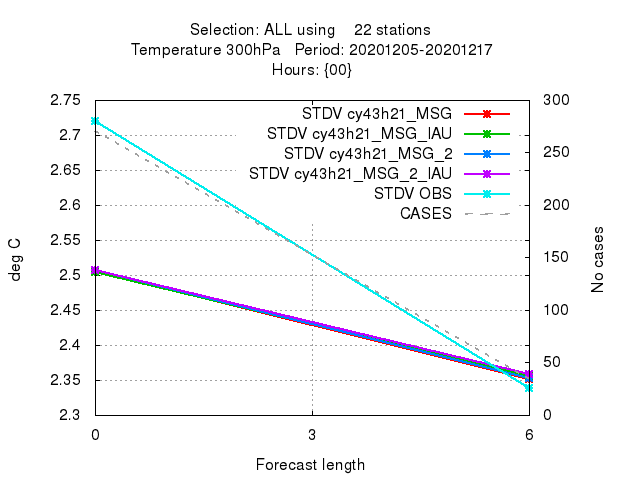 Selection: ALL using    22 stations
Temperature 300hPa   Period: 20201205-20201217
Hours: {00}
2.75
2.7
2.65
2.6
2.55
2.5
2.45
2.4
2.35
2.3
300
250
200
150
100
50
0
STDV cy43h21_MSG
STDV cy43h21_MSG_IAU
STDV cy43h21_MSG_2
STDV cy43h21_MSG_2_IAU
STDV OBS
CASES
deg C
No cases
0
3
6
Forecast length